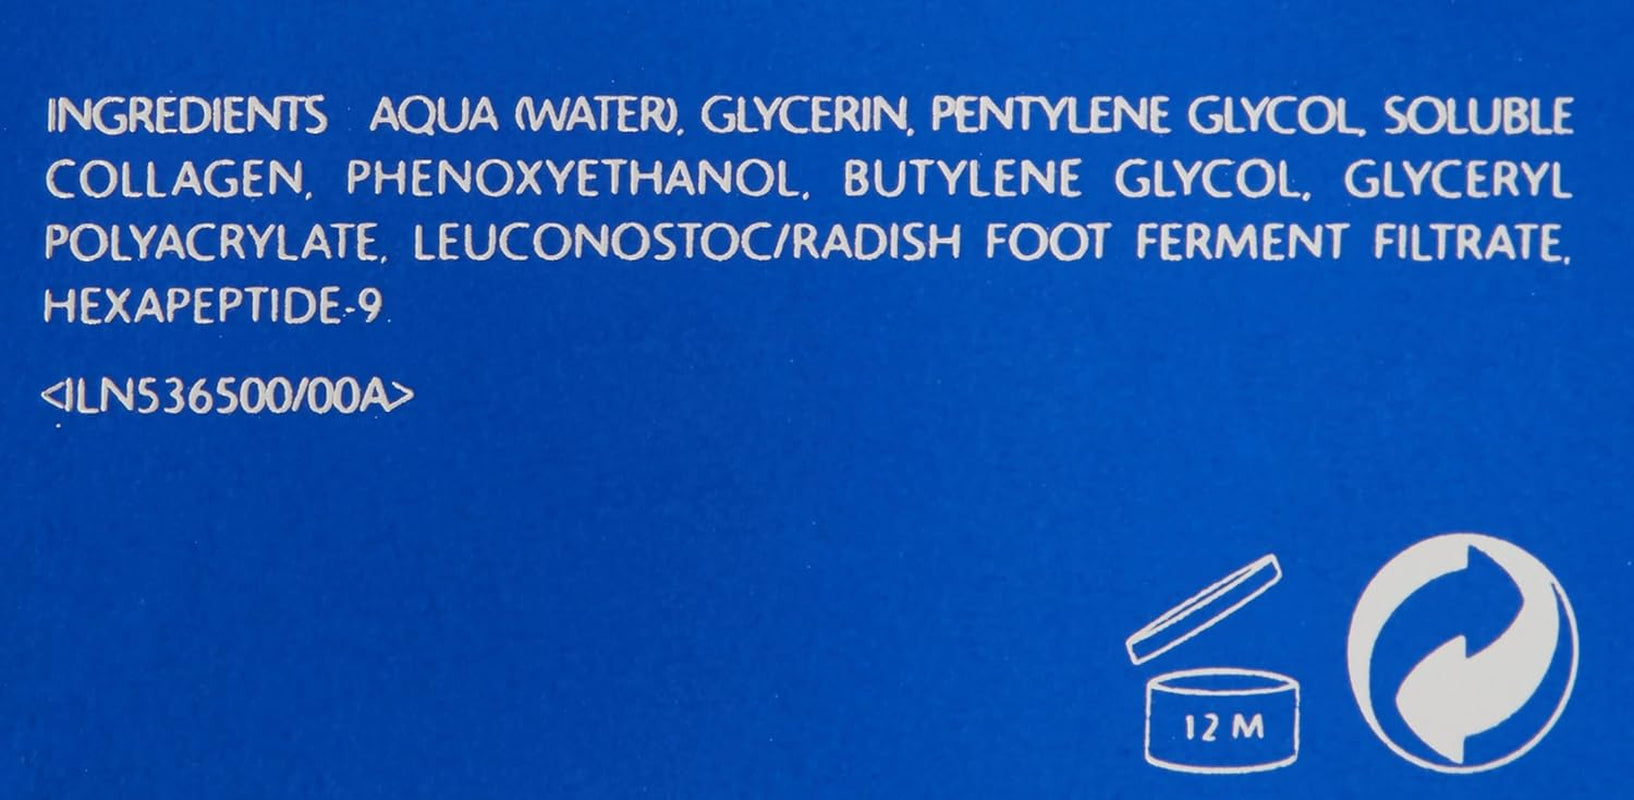 INGREDIENTS AQUA (WATER), GLYCERIN, PENTYLENE GLYCOL, SOLUBLE
COLLAGEN, PHENOXYETHANOL, BUTYLENE GLYCOL, GLYCERYL
POLYACRYLATE, LEUCONOSTOC/RADISH FOOT FERMENT FILTRATE,
HEXAPEPTIDE-9.
<ILN536500/00A>
12 M